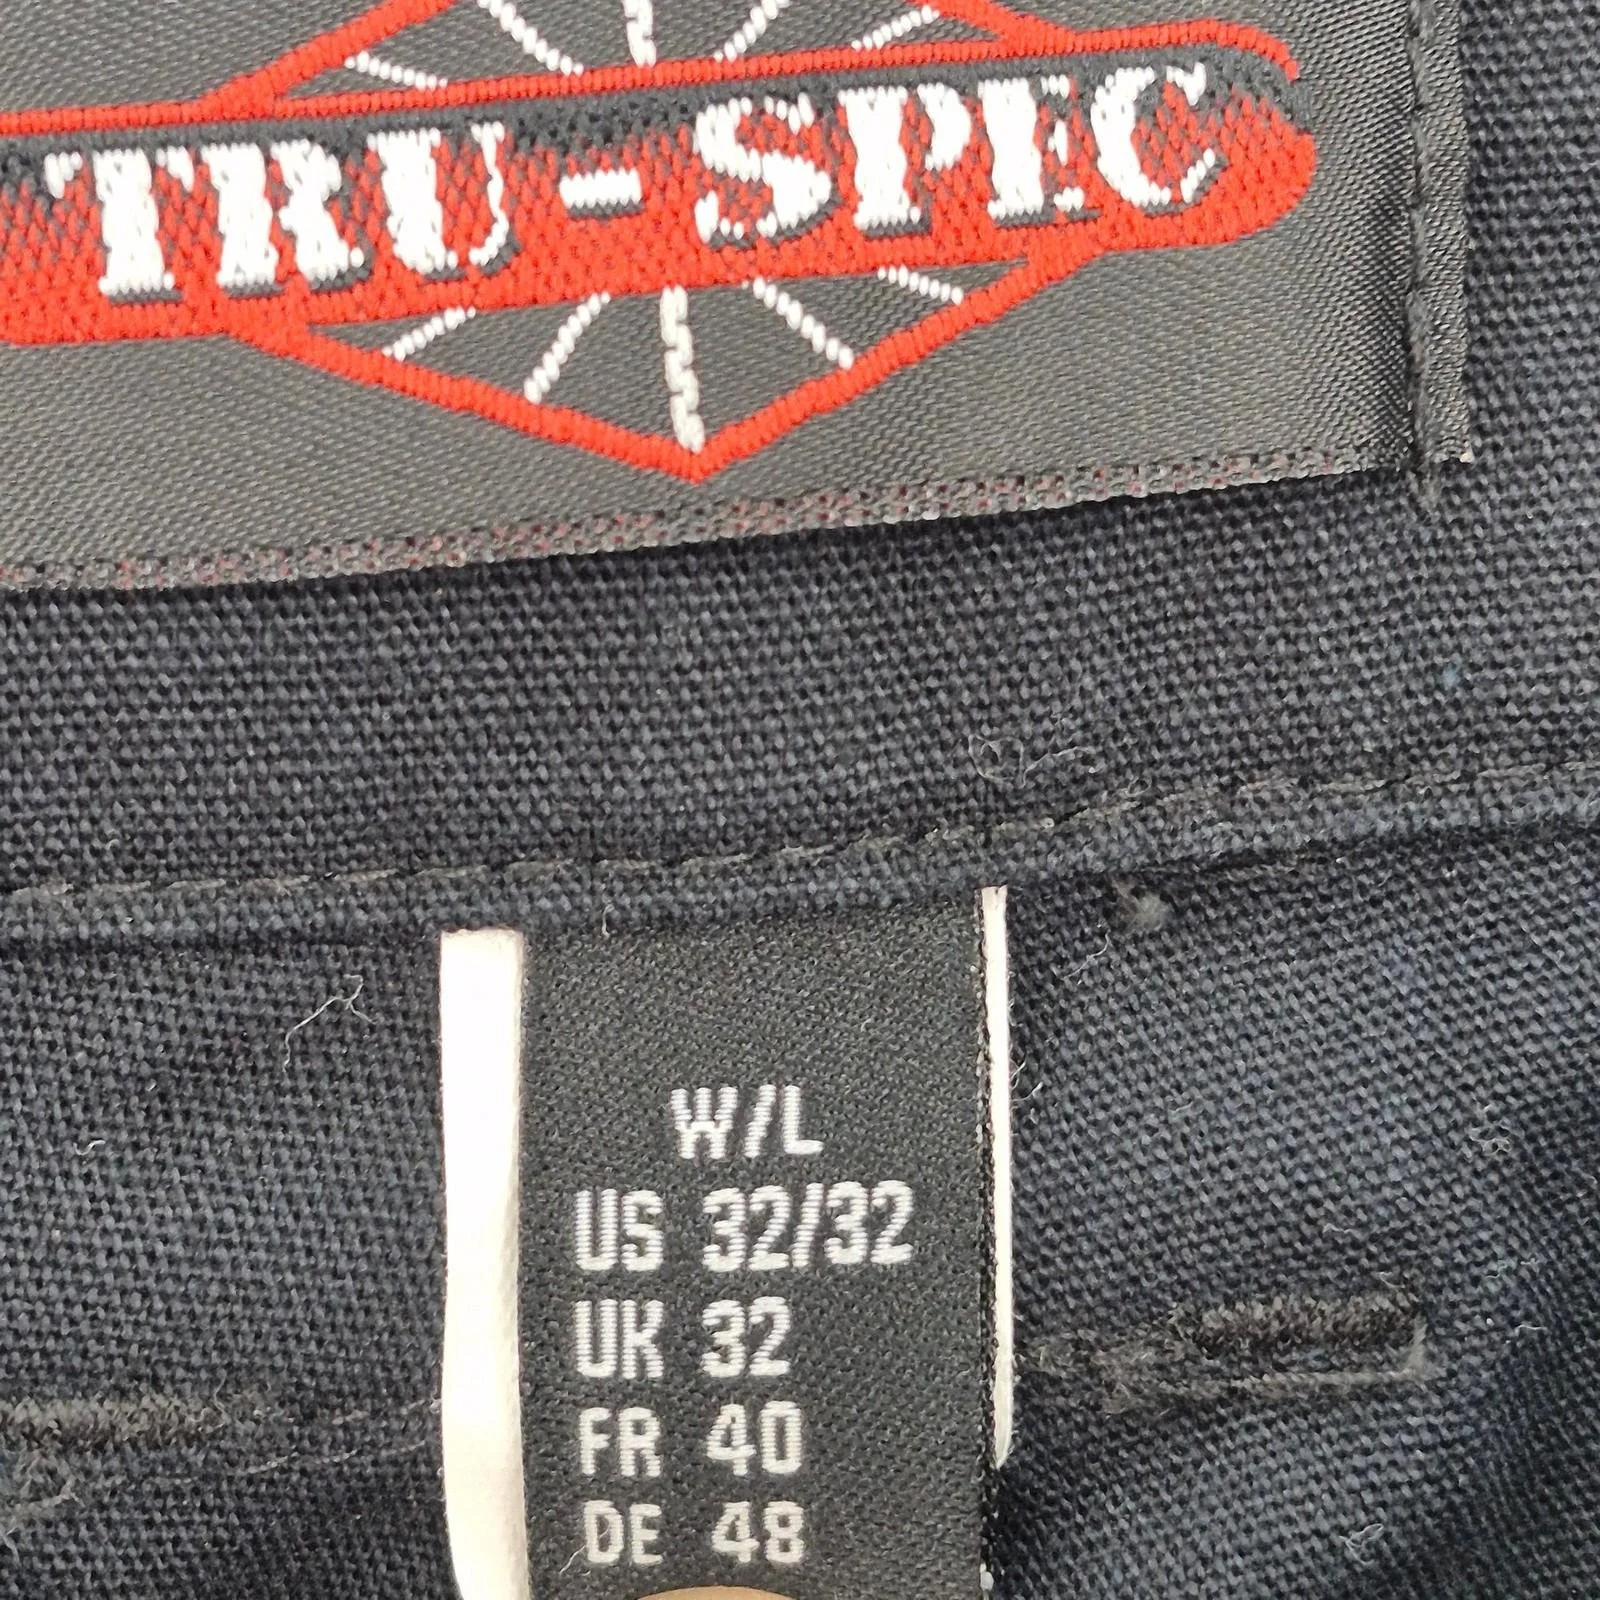 TRU-SPEC
W/L
US 32/32
UK 32
FR 40
DE 48